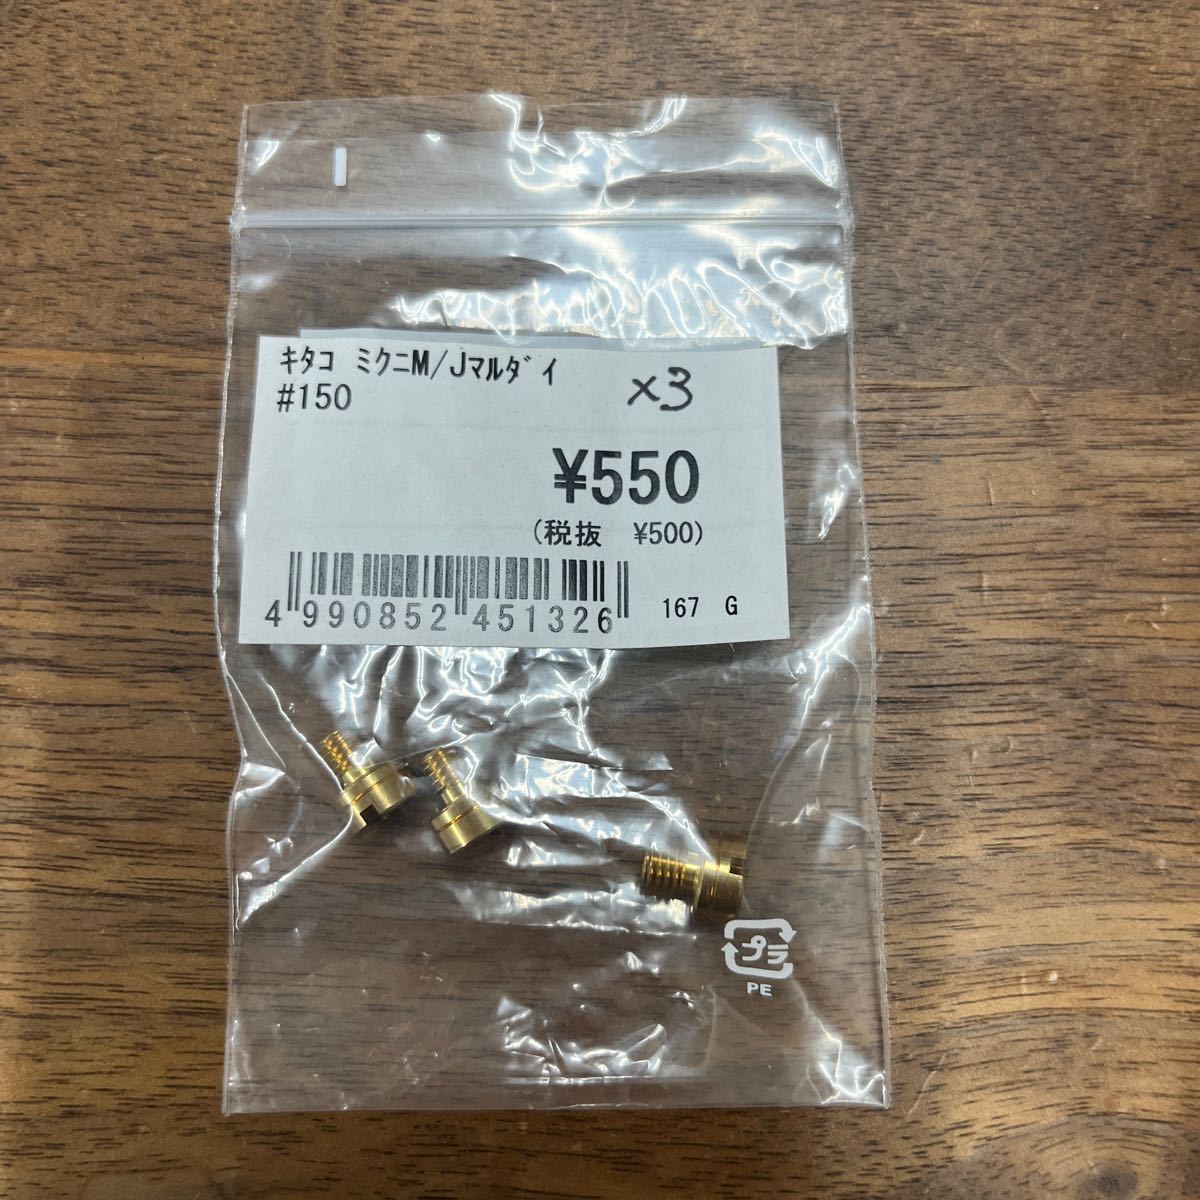 ｷﾀｺ ﾐｸﾆM/Jﾏﾙﾀﾞｲ
#150
×3
¥550
(税抜 ¥500)
4 990852 451326
167 G
プラ
PE